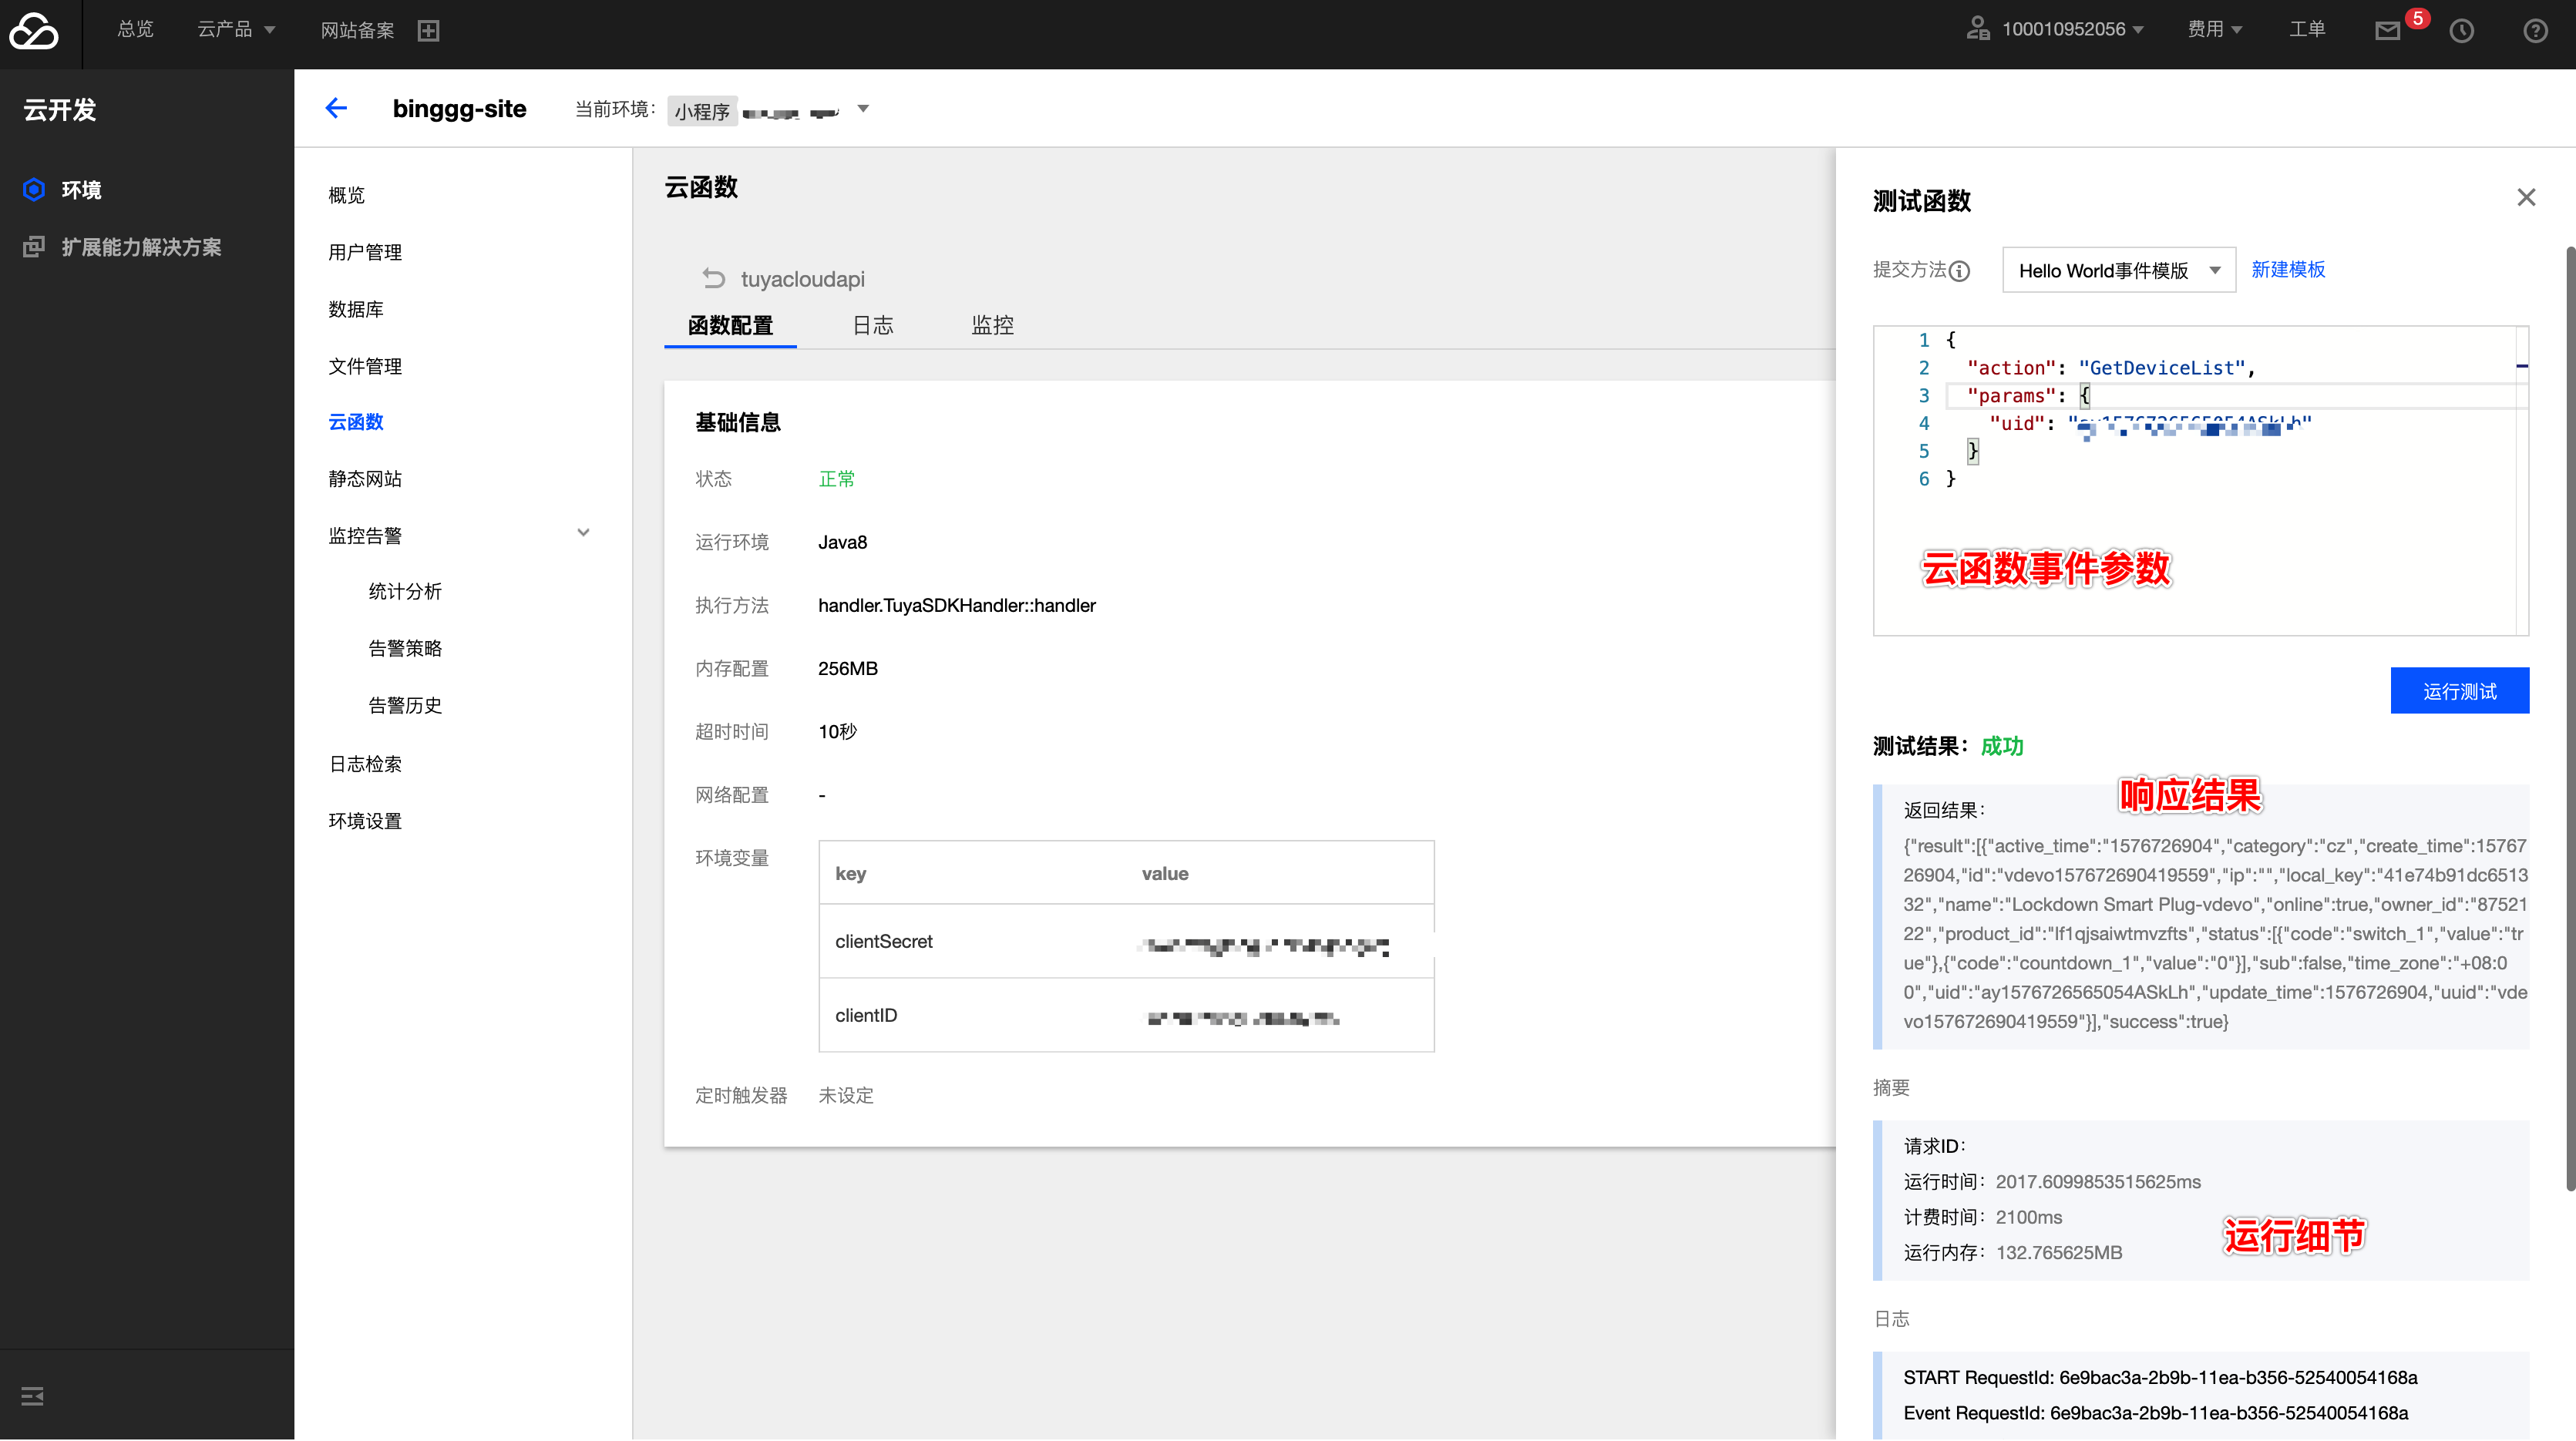 总览
云产品
网站备案
100010952056
费用
工单
5
云开发
环境
扩展能力解决方案
binggg-site
当前环境：
小程序
概览
用户管理
数据库
文件管理
云函数
静态网站
监控告警
统计分析
告警策略
告警历史
日志检索
环境设置
云函数
tuyacloudapi
函数配置
日志
监控
基础信息
状态 正常
运行环境 Java8
执行方法 handler.TuyaSDKHandler::handler
内存配置 256MB
超时时间 10秒
网络配置 -
环境变量
key value
clientSecret
clientID
定时触发器 未设定
测试函数
提交方法
Hello World事件模版
新建模板
1 {
2 "action": "GetDeviceList",
3 "params": {
4 "uid":
5 }
6 }
云函数事件参数
运行测试
测试结果：成功
响应结果
返回结果：
{"result":[{"active_time":"1576726904","category":"cz","create_time":15767
26904,"id":"vdevo157672690419559","ip":"","local_key":"41e74b91dc6513
32","name":"Lockdown Smart Plug-vdevo","online":true,"owner_id":"87521
22","product_id":"lf1qjsaiwtmvzfts","status":[{"code":"switch_1","value":"tr
ue"},{"code":"countdown_1","value":"0"}],"sub":false,"time_zone":"+08:0
0","uid":"ay1576726565054ASkLh","update_time":1576726904,"uuid":"vde
vo157672690419559"}],"success":true}
摘要
请求ID：
运行时间：2017.6099853515625ms
计费时间：2100ms
运行内存：132.765625MB
运行细节
日志
START RequestId: 6e9bac3a-2b9b-11ea-b356-52540054168a
Event RequestId: 6e9bac3a-2b9b-11ea-b356-52540054168a